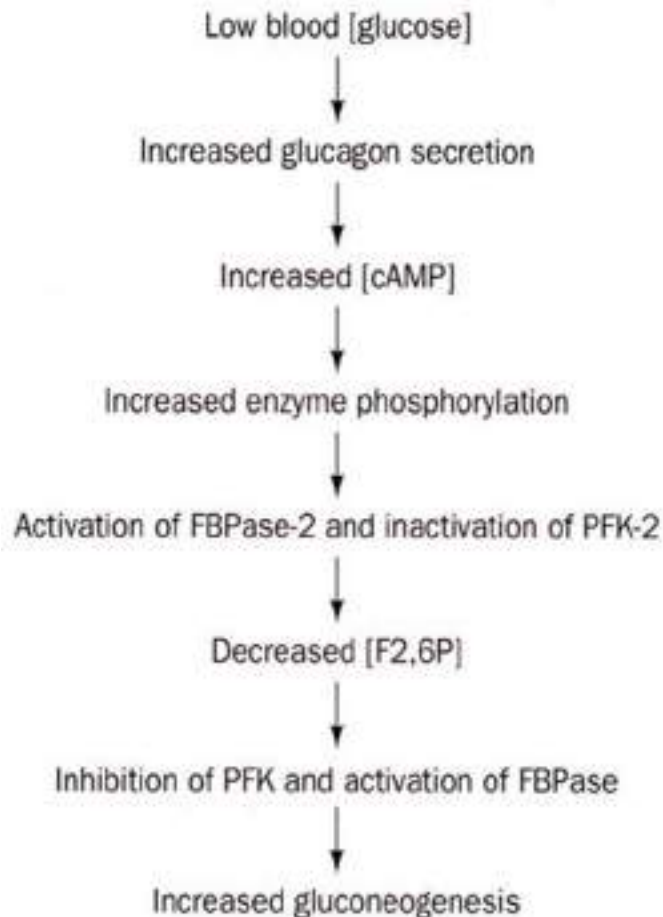 Low blood [glucose]
Increased glucagon secretion
Increased [cAMP]
Increased enzyme phosphorylation
Activation of FBPase-2 and inactivation of PFK-2
Decreased [F2,6P]
Inhibition of PFK and activation of FBPase
Increased gluconeogenesis